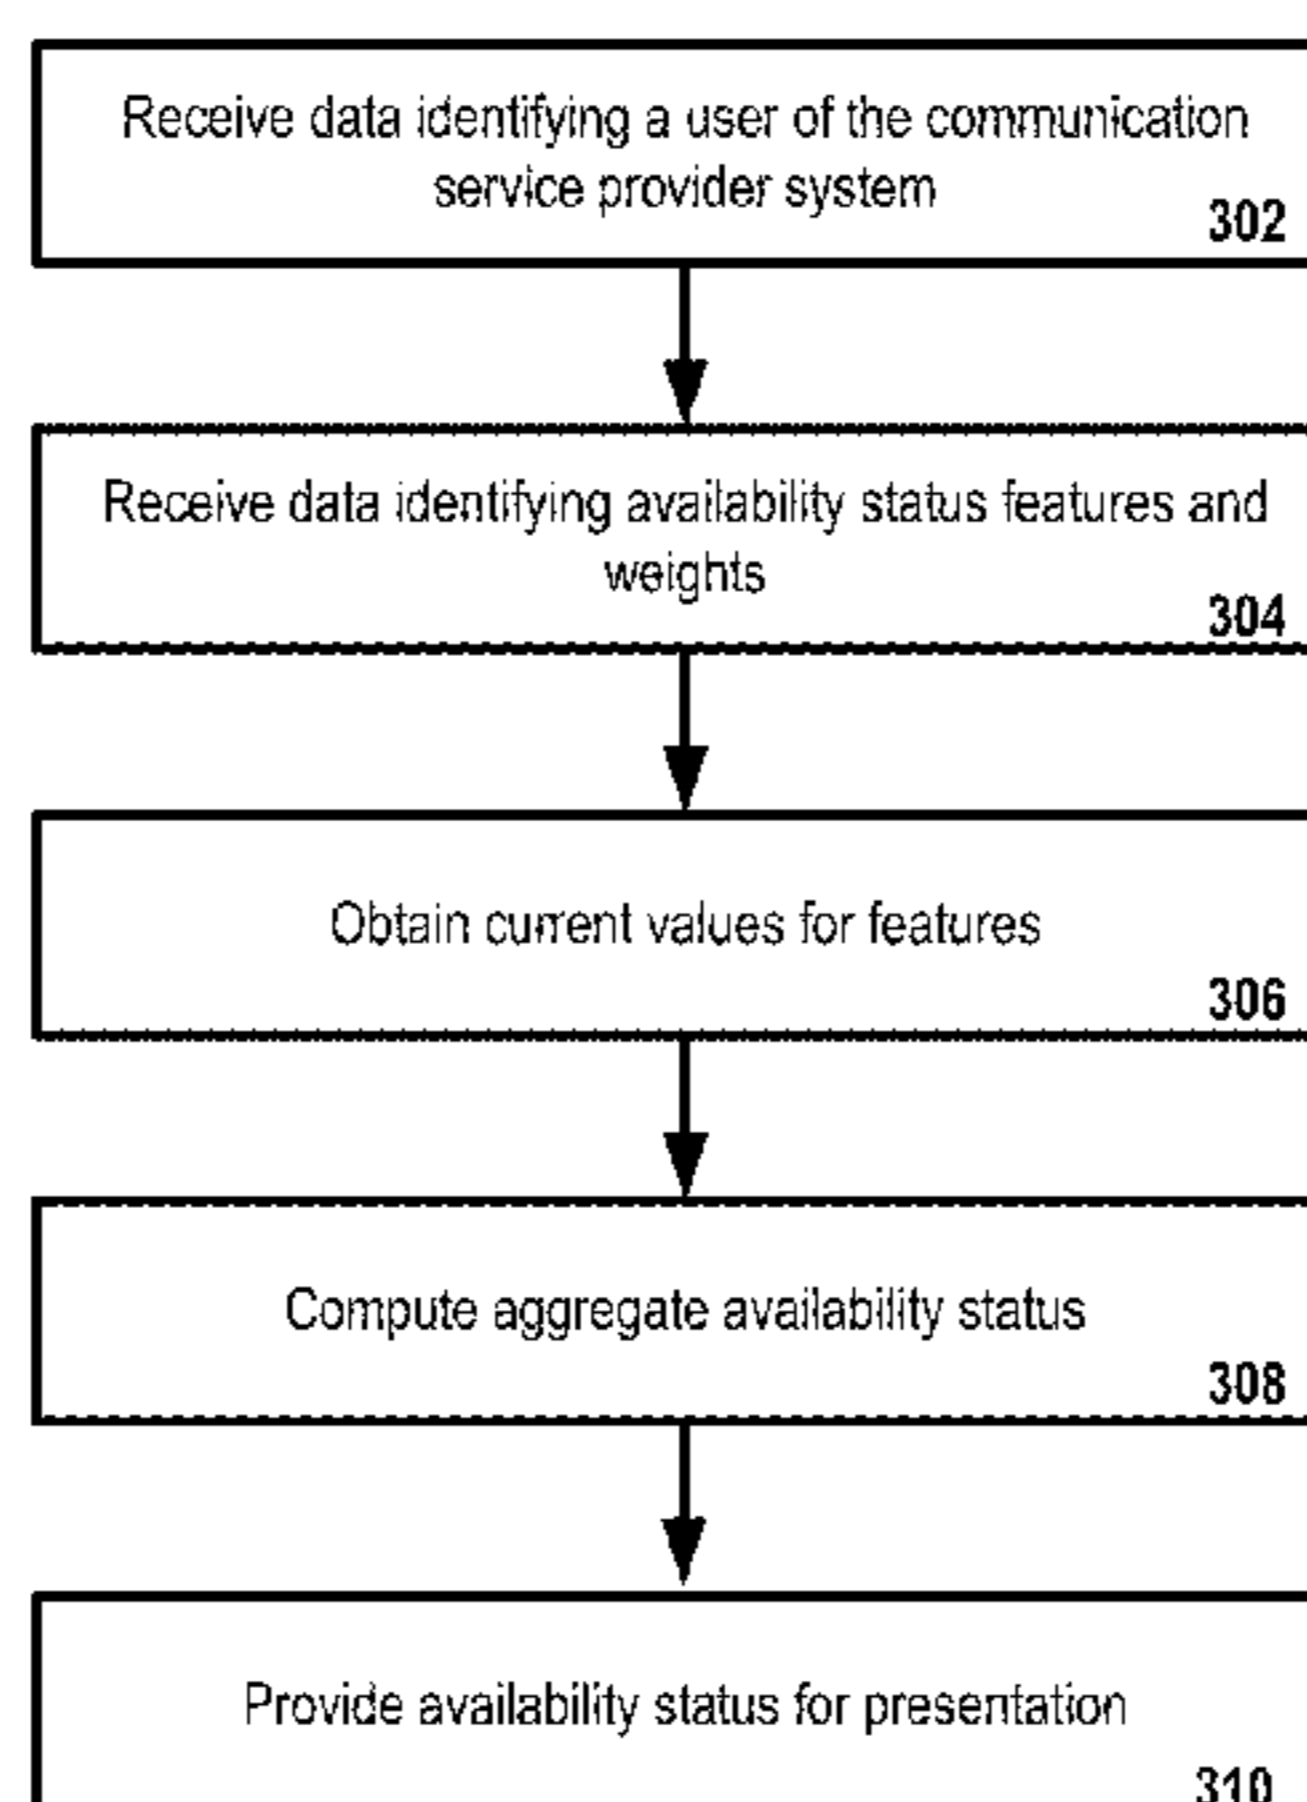 Receive data identifying a user of the communication
service provider system
302
Receive data identifying availability status features and
weights
304
Obtain current values for features
306
Compute aggregate availability status
308
Provide availability status for presentation
310